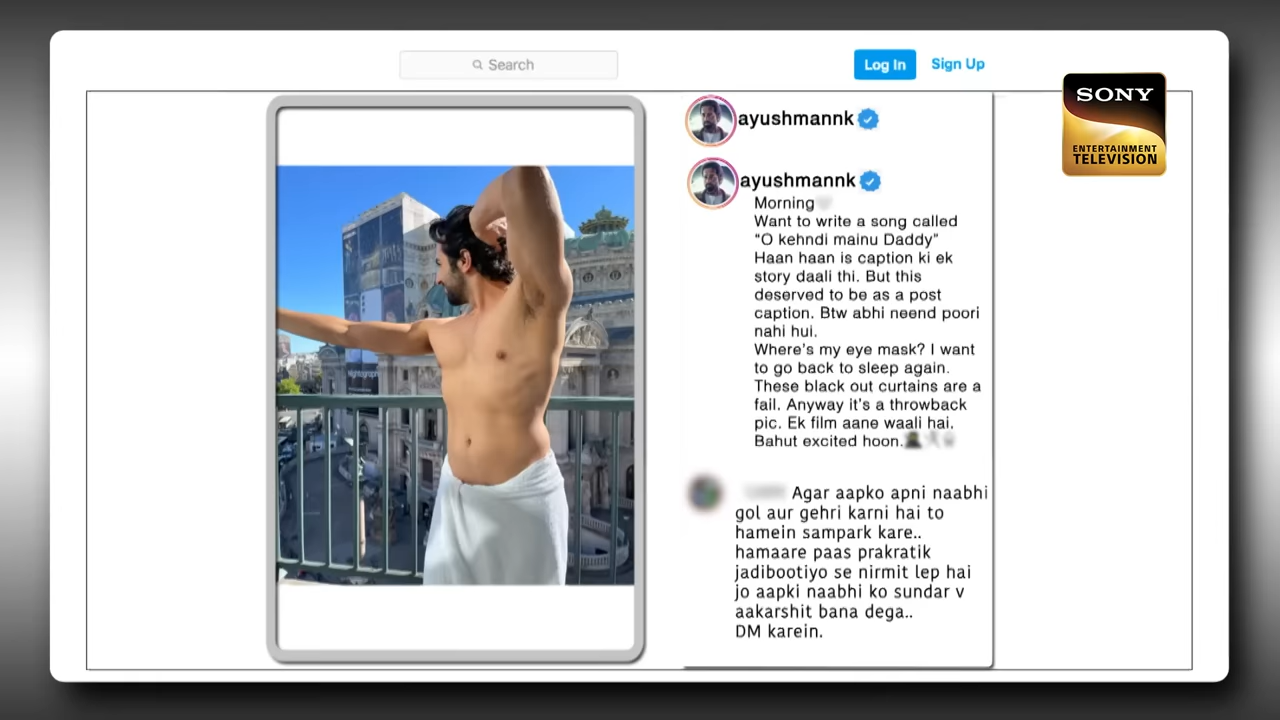 Search
Log In
Sign Up
SONY
ENTERTAINMENT
TELEVISION
ayushmannk
ayushmannk
Morning
Want to write a song called
“O kehndi mainu Daddy”
Haan haan is caption ki ek
story daali thi. But this
deserved to be as a post
caption. Btw abhi neend poori
nahi hui.
Where’s my eye mask? I want
to go back to sleep again.
These black out curtains are a
fail. Anyway it’s a throwback
pic. Ek film aane waali hai.
Bahut excited hoon.
Agar aapko apni naabhi
gol aur gehri karni hai to
hamein sampark kare..
hamaare paas prakratik
jadibootiyo se nirmit lep hai
jo aapki naabhi ko sundar v
aakarshit bana dega..
DM karein.